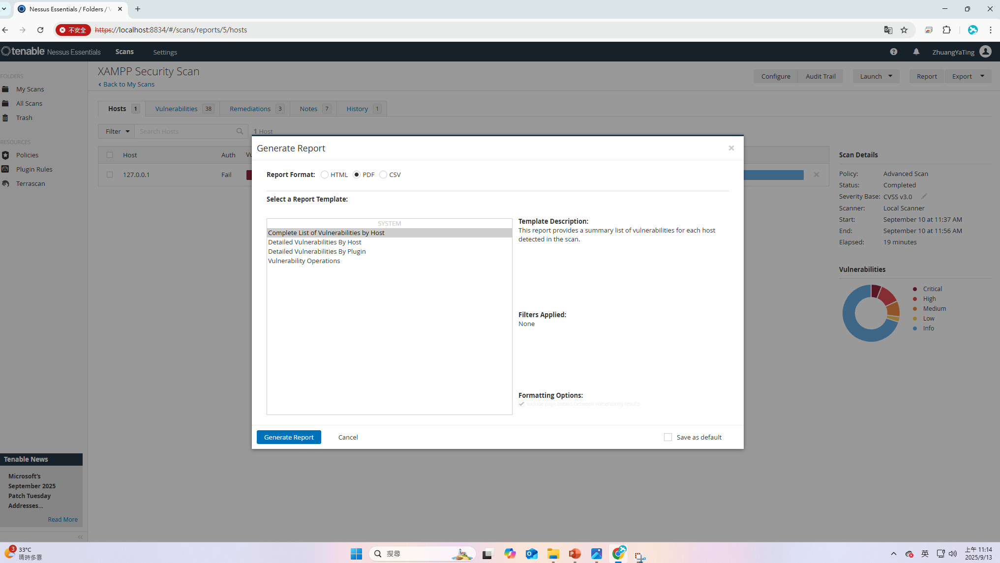 Nessus Essentials / Folders / V
不安全
https://localhost:8834/#/scans/reports/5/hosts
tenable Nessus Essentials
Scans
Settings
ZhuangYaTing
FOLDERS
My Scans
All Scans
Trash
RESOURCES
Policies
Plugin Rules
Terrascan
XAMPP Security Scan
‹ Back to My Scans
Configure
Audit Trail
Launch
Report
Export
Hosts 1
Vulnerabilities 38
Remediations 3
Notes 7
History 1
Filter
Search Hosts
1 Host
Host
Auth
Vu
127.0.0.1
Fail
Generate Report
Report Format:
HTML
PDF
CSV
Select a Report Template:
SYSTEM
Complete List of Vulnerabilities by Host
Detailed Vulnerabilities By Host
Detailed Vulnerabilities By Plugin
Vulnerability Operations
Template Description:
This report provides a summary list of vulnerabilities for each host
detected in the scan.
Filters Applied:
None
Formatting Options:
Include page breaks between vulnerability results
Generate Report
Cancel
Save as default
Scan Details
Policy: Advanced Scan
Status: Completed
Severity Base: CVSS v3.0
Scanner: Local Scanner
Start: September 10 at 11:37 AM
End: September 10 at 11:56 AM
Elapsed: 19 minutes
Vulnerabilities
Critical
High
Medium
Low
Info
Tenable News
Microsoft's
September 2025
Patch Tuesday
Addresses...
Read More
3
33°C
晴時多雲
搜尋
英
上午 11:14
2025/9/13